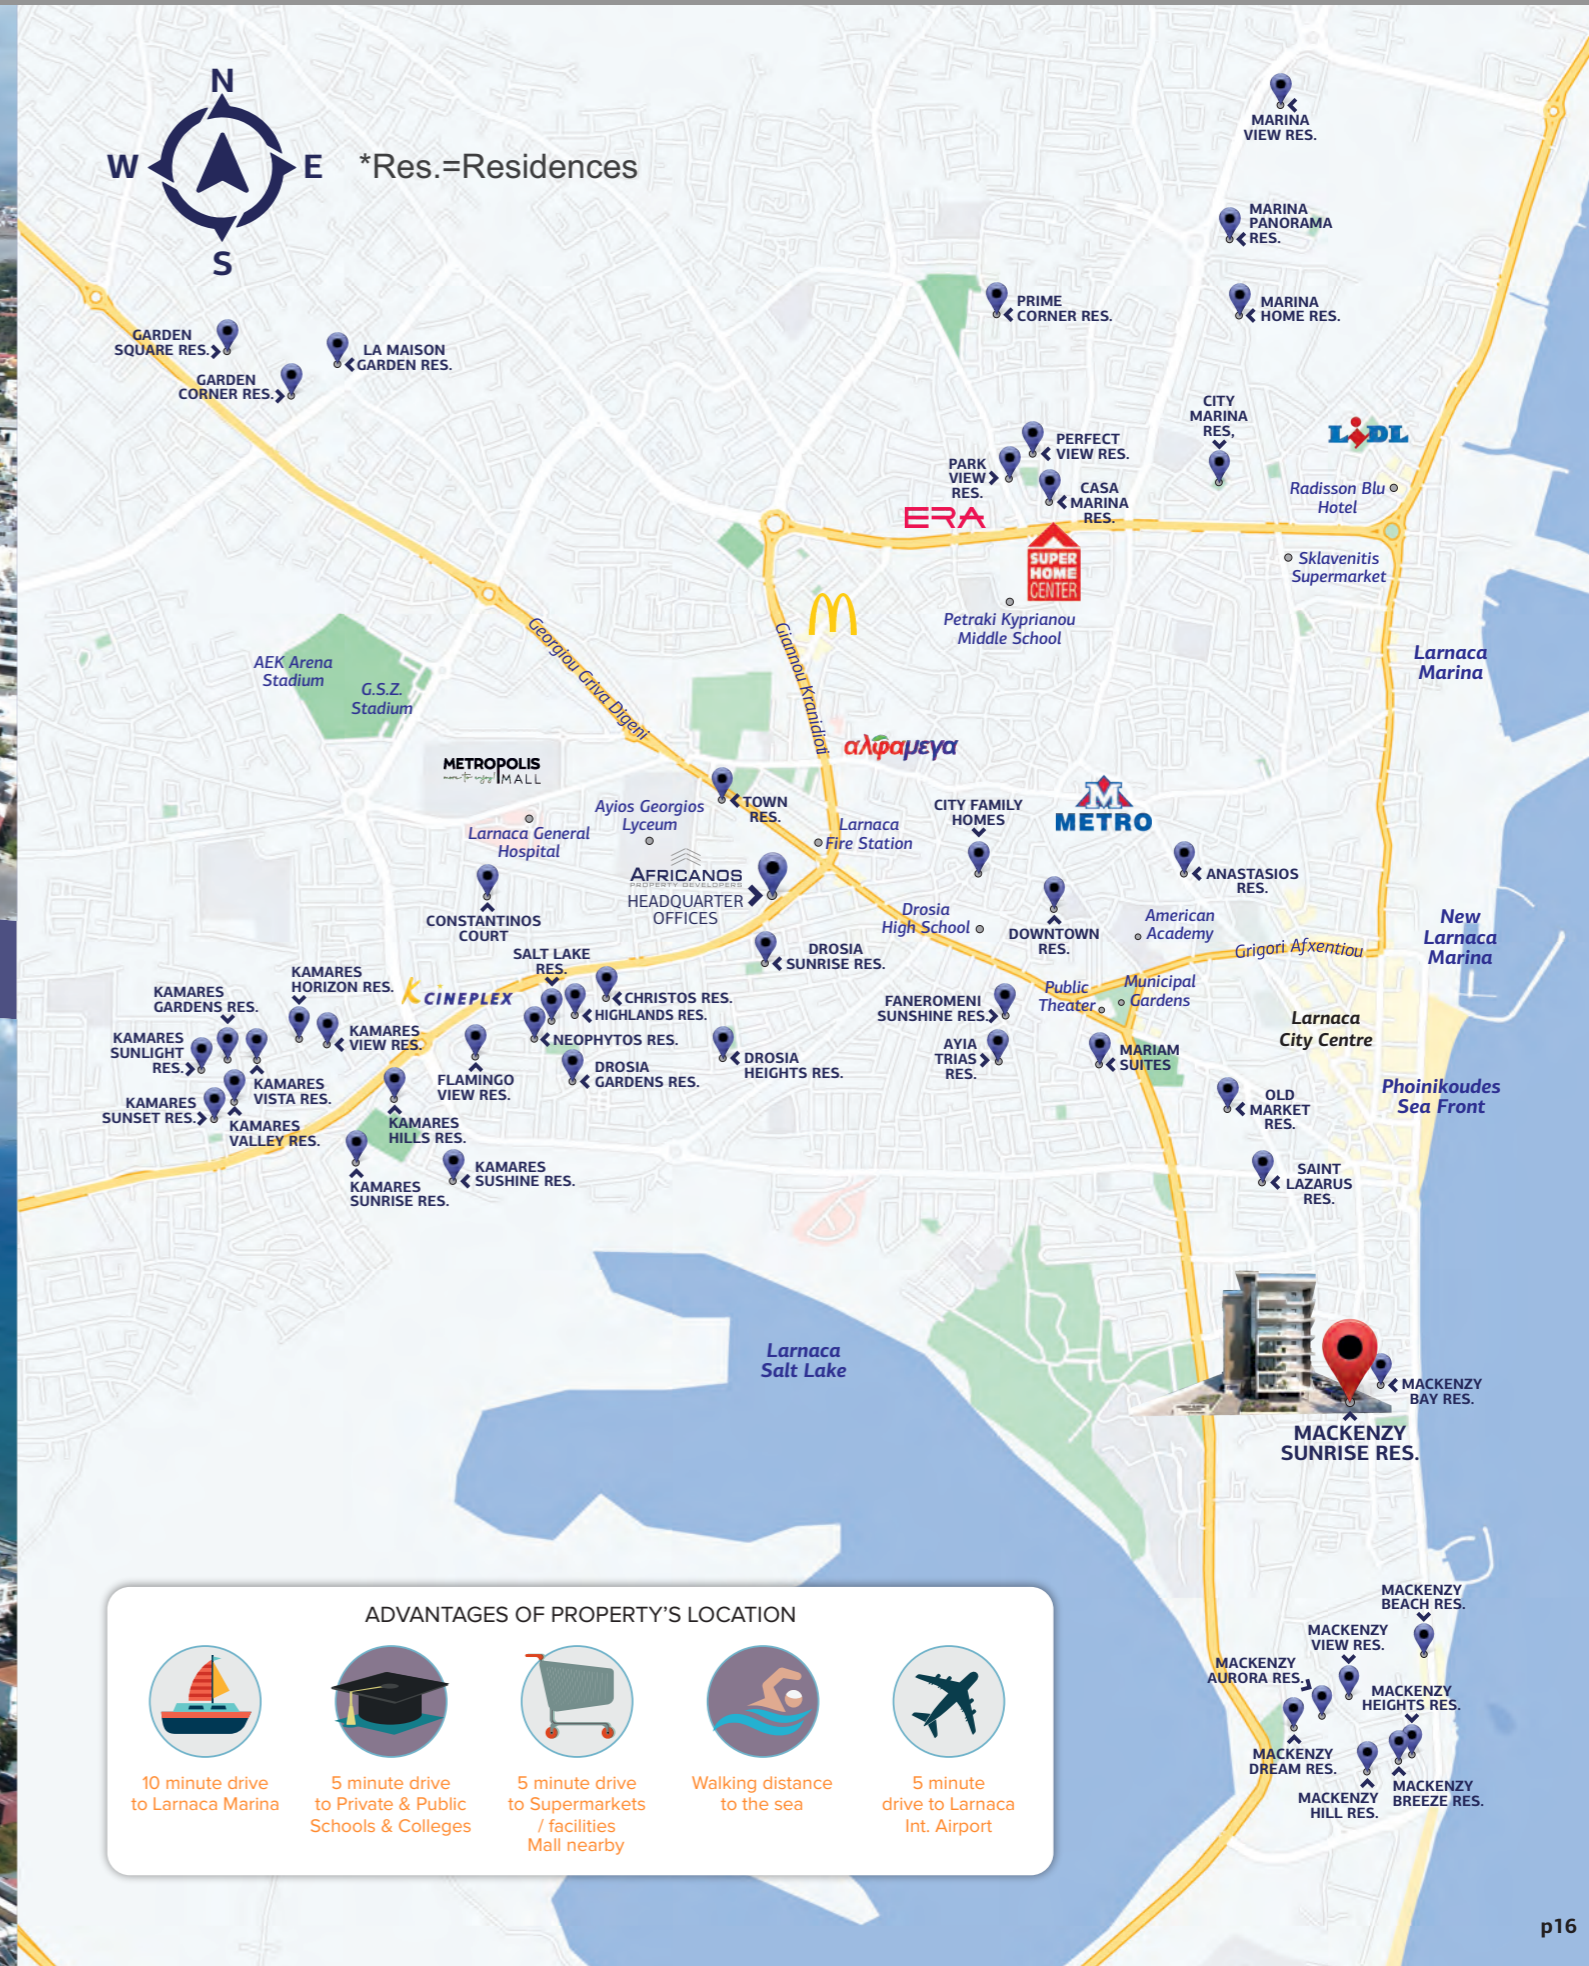 N
W
E
S
*Res.=Residences
MARINA
VIEW RES.
MARINA
PANORAMA
RES.
PRIME
CORNER RES.
MARINA
HOME RES.
GARDEN
SQUARE RES.
LA MAISON
GARDEN RES.
GARDEN
CORNER RES.
CITY
MARINA
RES,
LIDL
PERFECT
VIEW RES.
PARK
VIEW
RES.
CASA
MARINA
RES.
Radisson Blu
Hotel
ERA
SUPER
HOME
CENTER
Sklavenitis
Supermarket
Petraki Kyprianou
Middle School
Georgiou Griva Digeni
Giannou Kranidioti
AEK Arena
Stadium
G.S.Z.
Stadium
Larnaca
Marina
αλφαμεγα
METROPOLIS
MALL
TOWN
RES.
Ayios Georgios
Lyceum
Larnaca General
Hospital
Larnaca
Fire Station
CITY FAMILY
HOMES
METRO
AFRICANOS
PROPERTY DEVELOPERS
HEADQUARTER
OFFICES
ANASTASIOS
RES.
CONSTANTINOS
COURT
Drosia
High School
DOWNTOWN
RES.
American
Academy
New
Larnaca
Marina
Grigori Afxentiou
DROSIA
SUNRISE RES.
SALT LAKE
RES.
KAMARES
HORIZON RES.
K CINEPLEX
CHRISTOS RES.
HIGHLANDS RES.
NEOPHYTOS RES.
KAMARES
GARDENS RES.
FANEROMENI
SUNSHINE RES.
Public
Theater
Municipal
Gardens
Larnaca
City Centre
KAMARES
SUNLIGHT
RES.
KAMARES
VIEW RES.
AYIA
TRIAS
RES.
MARIAM
SUITES
DROSIA
HEIGHTS RES.
DROSIA
GARDENS RES.
FLAMINGO
VIEW RES.
KAMARES
VISTA RES.
KAMARES
SUNSET RES.
KAMARES
VALLEY RES.
KAMARES
HILLS RES.
OLD
MARKET
RES.
Phoinikoudes
Sea Front
KAMARES
SUNRISE RES.
KAMARES
SUSHINE RES.
SAINT
LAZARUS
RES.
Larnaca
Salt Lake
MACKENZY
BAY RES.
MACKENZY
SUNRISE RES.
MACKENZY
BEACH RES.
MACKENZY
VIEW RES.
MACKENZY
AURORA RES.
MACKENZY
HEIGHTS RES.
MACKENZY
DREAM RES.
MACKENZY
HILL RES.
MACKENZY
BREEZE RES.
ADVANTAGES OF PROPERTY'S LOCATION
10 minute drive
to Larnaca Marina
5 minute drive
to Private & Public
Schools & Colleges
5 minute drive
to Supermarkets
/ facilities
Mall nearby
Walking distance
to the sea
5 minute
drive to Larnaca
Int. Airport
p16